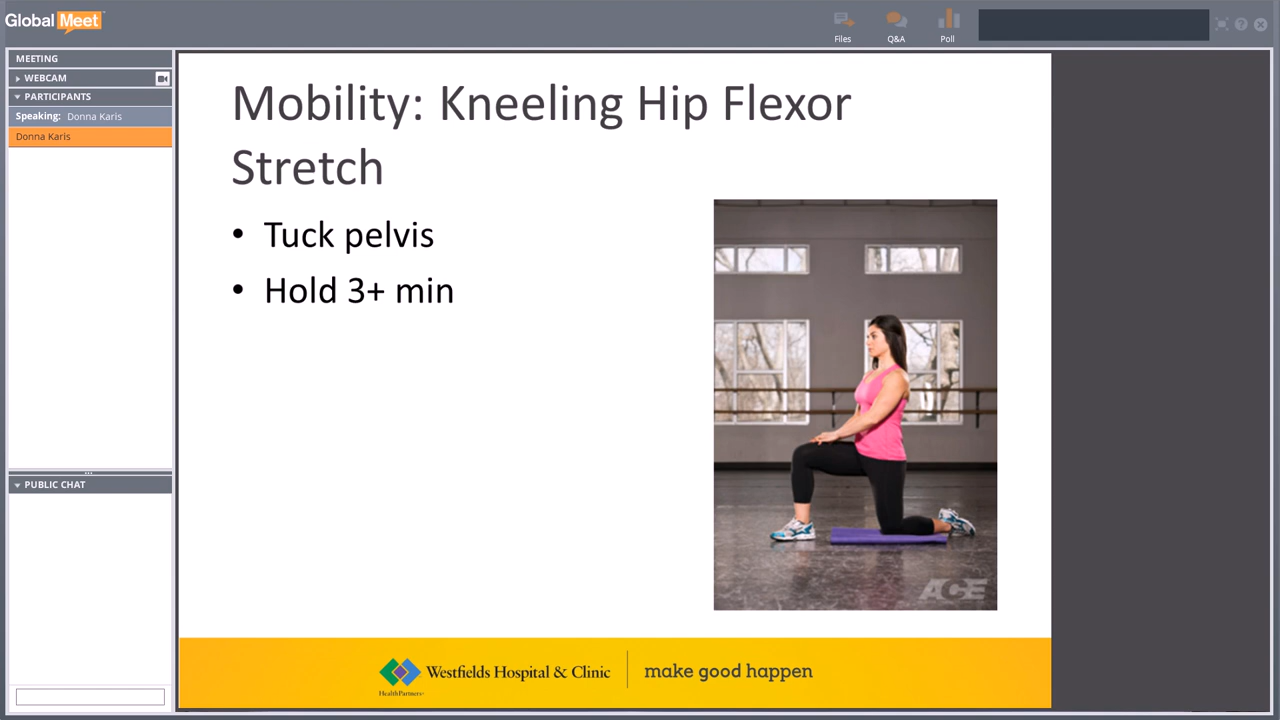 Global Meet
Files
Q&A
Poll
MEETING
WEBCAM
PARTICIPANTS
Speaking: Donna Karis
Donna Karis
PUBLIC CHAT
Mobility: Kneeling Hip Flexor
Stretch
• Tuck pelvis
• Hold 3+ min
ACE
Westfields Hospital & Clinic
HealthPartners
make good happen